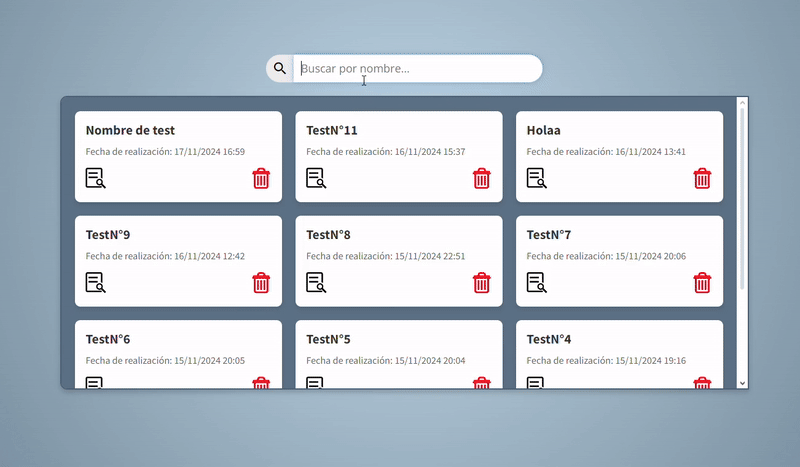 Buscar por nombre...
Nombre de test
Fecha de realización: 17/11/2024 16:59
TestN°11
Fecha de realización: 16/11/2024 15:37
Holaa
Fecha de realización: 16/11/2024 13:41
TestN°9
Fecha de realización: 16/11/2024 12:42
TestN°8
Fecha de realización: 15/11/2024 22:51
TestN°7
Fecha de realización: 15/11/2024 20:06
TestN°6
Fecha de realización: 15/11/2024 20:05
TestN°5
Fecha de realización: 15/11/2024 20:04
TestN°4
Fecha de realización: 15/11/2024 19:16